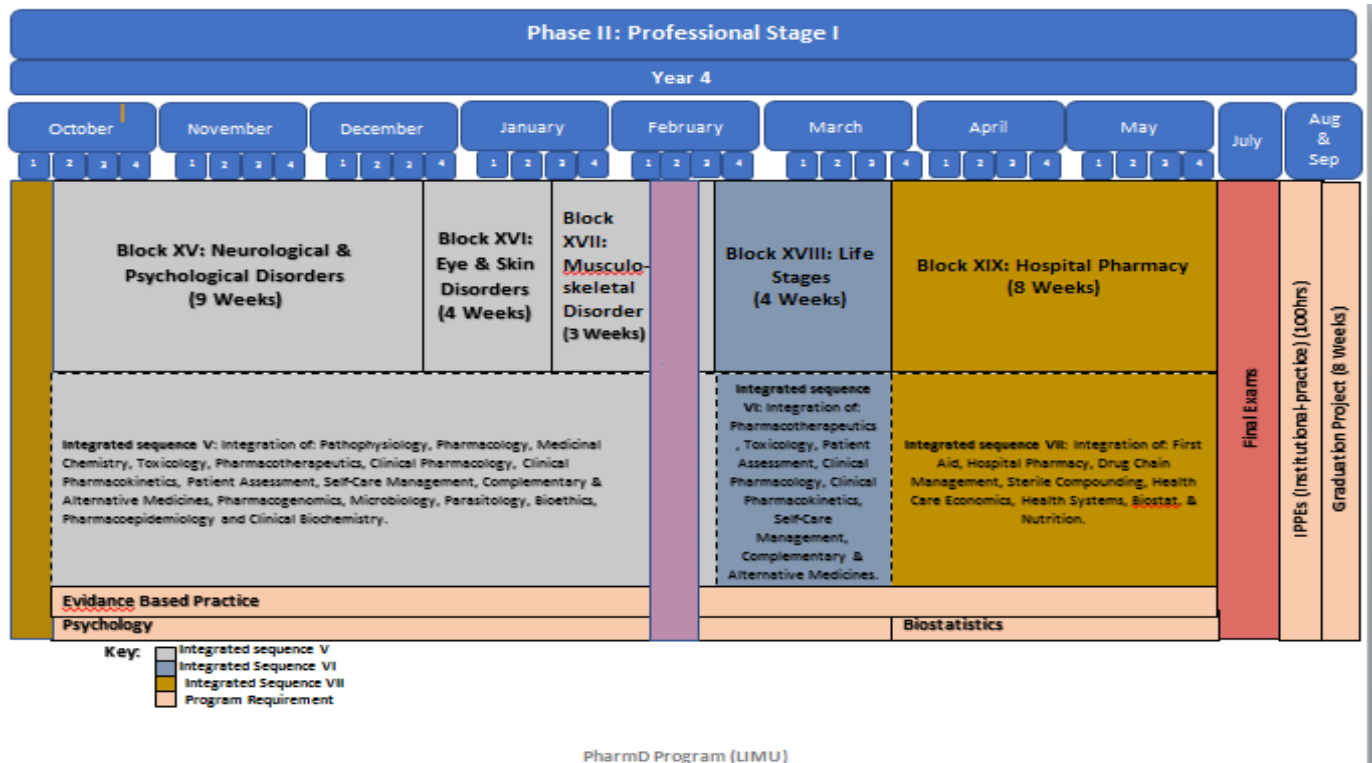 Phase II: Professional Stage I
Year 4
October
November
December
January
February
March
April
May
July
Aug
&
Sep
1 2 3 4 1 2 3 4 1 2 3 4 1 2 3 4 1 2 3 4 1 2 3 4 1 2 3 4 1 2 3 4
Block XV: Neurological &
Psychological Disorders
(9 Weeks)
Block XVI:
Eye & Skin
Disorders
(4 Weeks)
Block
XVII:
Musculo-
skeletal
Disorder
(3 Weeks)
Block XVIII: Life
Stages
(4 Weeks)
Block XIX: Hospital Pharmacy
(8 Weeks)
Integrated sequence V: Integration of: Pathophysiology, Pharmacology, Medicinal
Chemistry, Toxicology, Pharmacotherapeutics, Clinical Pharmacology, Clinical
Pharmacokinetics, Patient Assessment, Self-Care Management, Complementary &
Alternative Medicines, Pharmacogenomics, Microbiology, Parasitology, Bioethics,
Pharmacoepidemiology and Clinical Biochemistry.
Integrated sequence
VI: Integration of:
Pharmacotherapeutics
, Toxicology, Patient
Assessment, Clinical
Pharmacology, Clinical
Pharmacokinetics,
Self-Care
Management,
Complementary &
Alternative Medicines.
Integrated sequence VII: Integration of: First
Aid, Hospital Pharmacy, Drug Chain
Management, Sterile Compounding, Health
Care Economics, Health Systems, Biostat, &
Nutrition.
Final Exams
IPPEs (Institutional-practice) (100hrs)
Graduation Project (8 Weeks)
Evidance Based Practice
Psychology
Biostatistics
Key:
Integrated sequence V
Integrated Sequence VI
Integrated Sequence VII
Program Requirement
PharmD Program (LIMU)